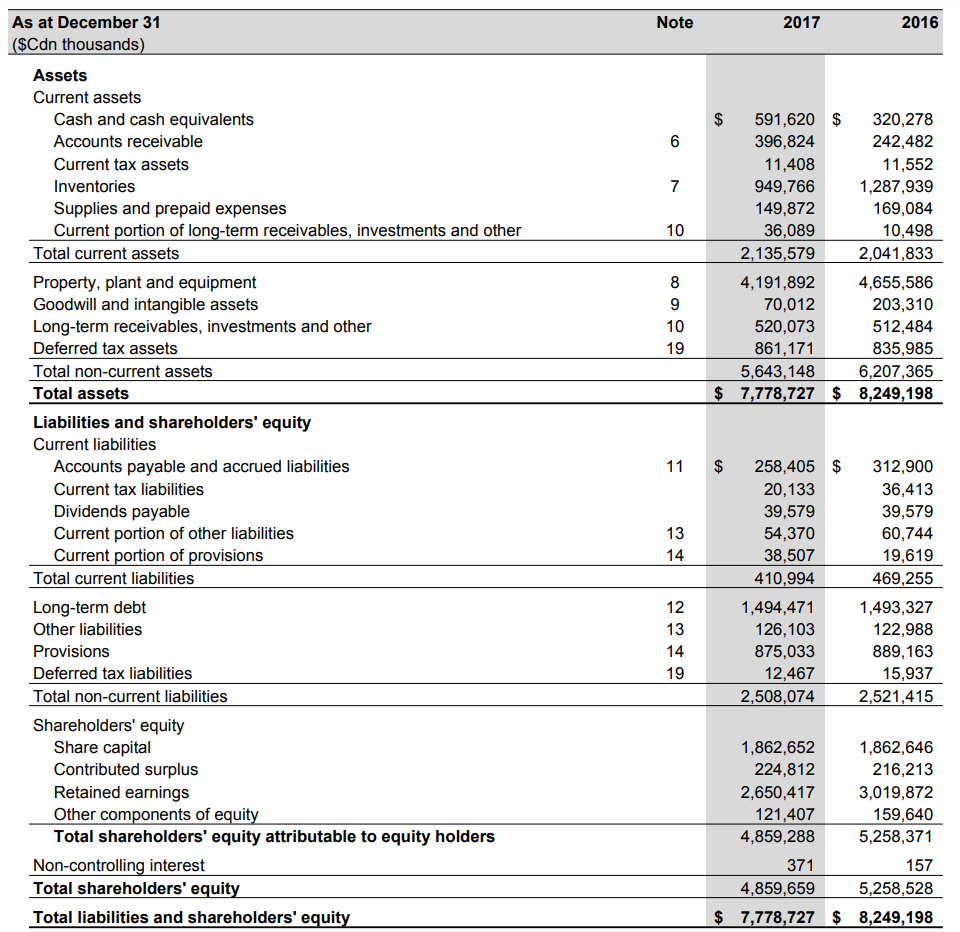 As at December 31 Note 2017 2016
($Cdn thousands)
Assets
Current assets
Cash and cash equivalents $ 591,620 $ 320,278
Accounts receivable 6 396,824 242,482
Current tax assets 11,408 11,552
Inventories 7 949,766 1,287,939
Supplies and prepaid expenses 149,872 169,084
Current portion of long-term receivables, investments and other 10 36,089 10,498
Total current assets 2,135,579 2,041,833
Property, plant and equipment 8 4,191,892 4,655,586
Goodwill and intangible assets 9 70,012 203,310
Long-term receivables, investments and other 10 520,073 512,484
Deferred tax assets 19 861,171 835,985
Total non-current assets 5,643,148 6,207,365
Total assets $ 7,778,727 $ 8,249,198
Liabilities and shareholders' equity
Current liabilities
Accounts payable and accrued liabilities 11 $ 258,405 $ 312,900
Current tax liabilities 20,133 36,413
Dividends payable 39,579 39,579
Current portion of other liabilities 13 54,370 60,744
Current portion of provisions 14 38,507 19,619
Total current liabilities 410,994 469,255
Long-term debt 12 1,494,471 1,493,327
Other liabilities 13 126,103 122,988
Provisions 14 875,033 889,163
Deferred tax liabilities 19 12,467 15,937
Total non-current liabilities 2,508,074 2,521,415
Shareholders' equity
Share capital 1,862,652 1,862,646
Contributed surplus 224,812 216,213
Retained earnings 2,650,417 3,019,872
Other components of equity 121,407 159,640
Total shareholders' equity attributable to equity holders 4,859,288 5,258,371
Non-controlling interest 371 157
Total shareholders' equity 4,859,659 5,258,528
Total liabilities and shareholders' equity $ 7,778,727 $ 8,249,198